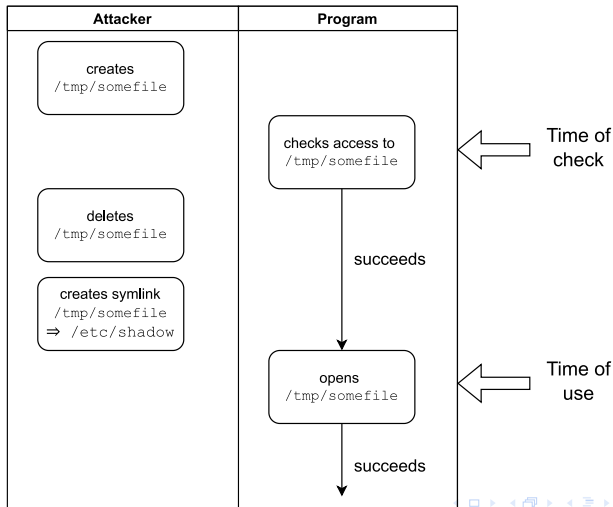 Attacker
Program
creates
/tmp/somefile
checks access to
/tmp/somefile
Time of
check
deletes
/tmp/somefile
succeeds
creates symlink
/tmp/somefile
⇒ /etc/shadow
opens
/tmp/somefile
Time of
use
succeeds